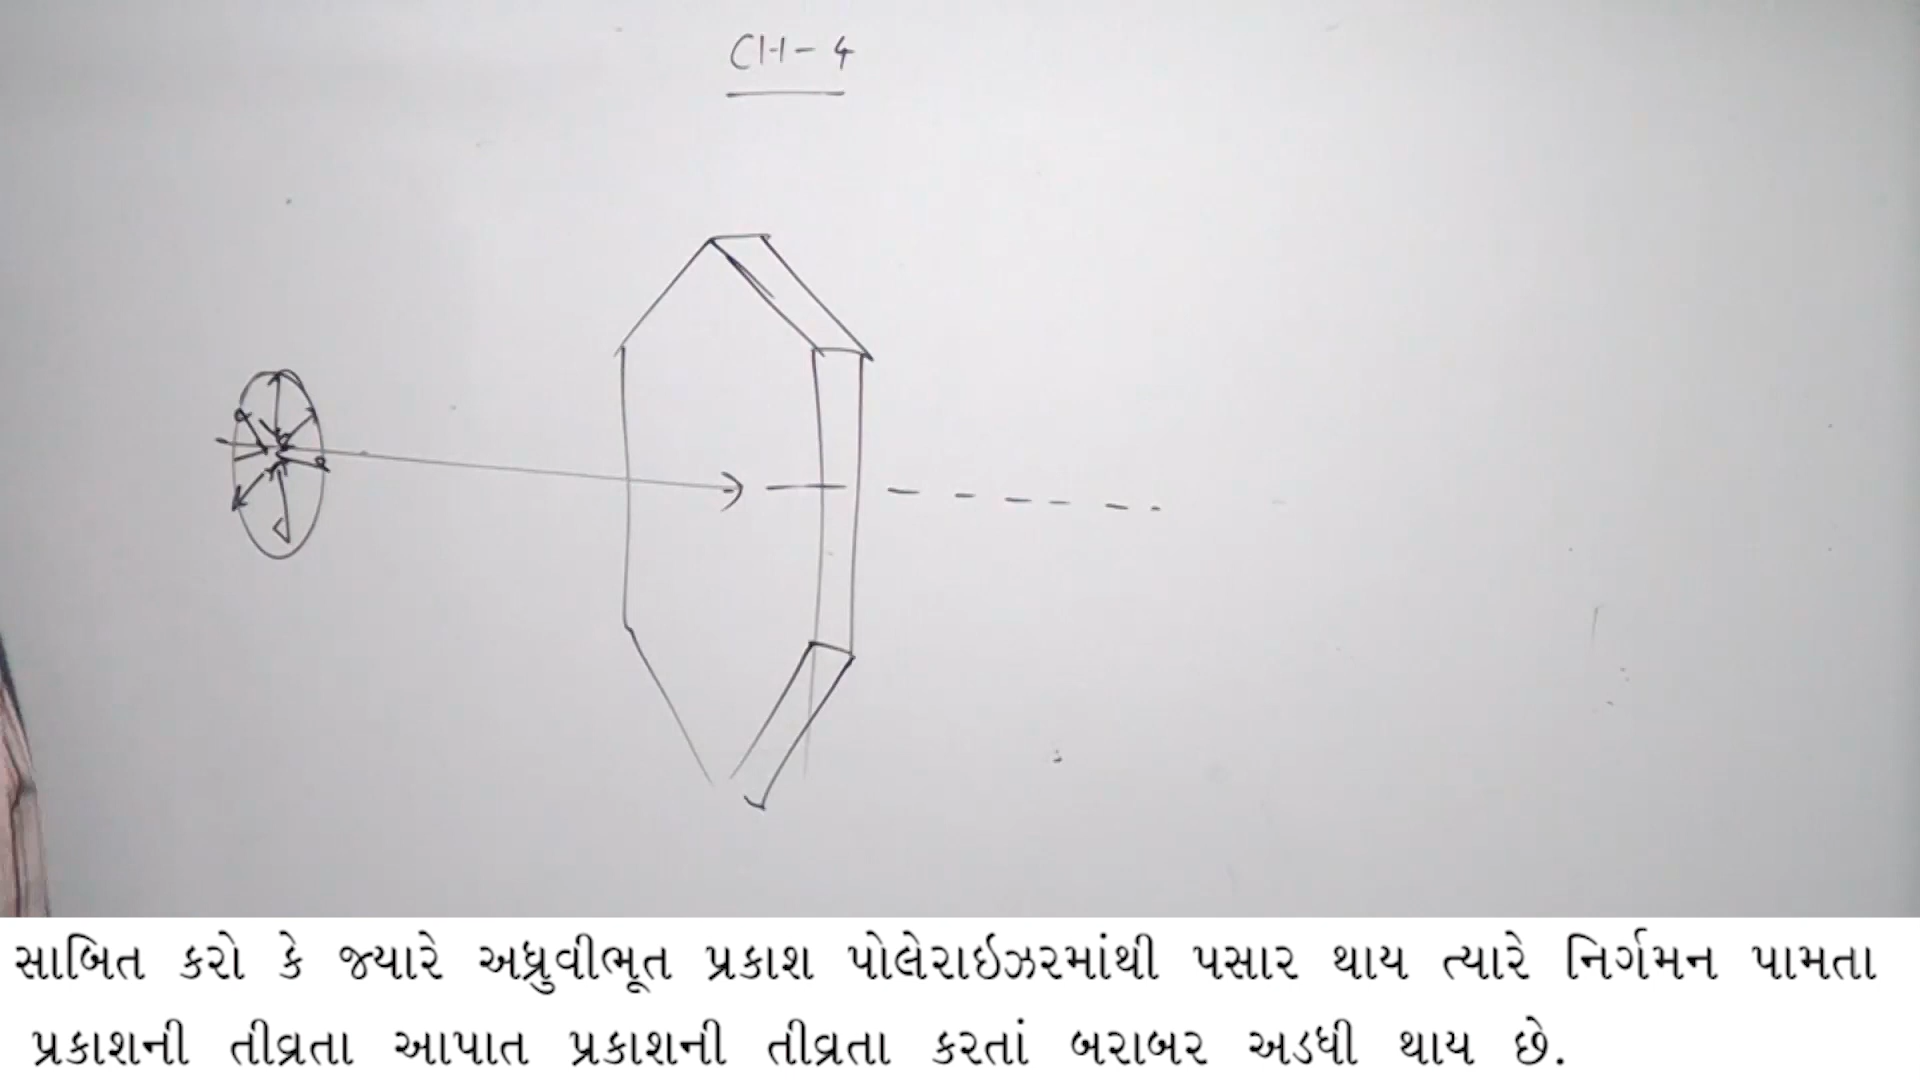 CH-4
સાબિત કરો કે જ્યારે અધ્રુવીભૂત પ્રકાશ પોલેરાઇઝરમાંથી પસાર થાય ત્યારે નિર્ગમન પામતા
પ્રકાશની તીવ્રતા આપાત પ્રકાશની તીવ્રતા કરતાં બરાબર અડધી થાય છે.